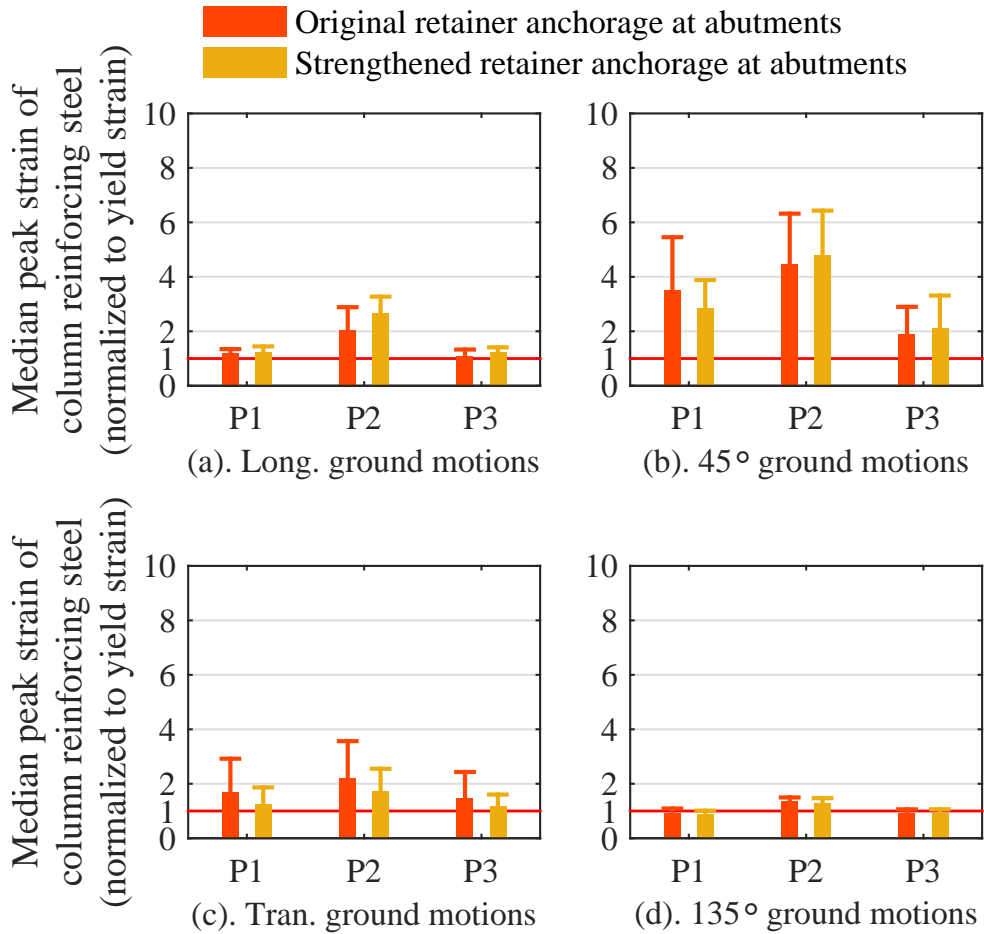 Original retainer anchorage at abutments
Strengthened retainer anchorage at abutments
Median peak strain of
column reinforcing steel
(normalized to yield strain)
10
8
6
4
2
1
0
P1 P2 P3
(a). Long. ground motions
10
8
6
4
2
1
0
P1 P2 P3
(b). 45° ground motions
Median peak strain of
column reinforcing steel
(normalized to yield strain)
10
8
6
4
2
1
0
P1 P2 P3
(c). Tran. ground motions
10
8
6
4
2
1
0
P1 P2 P3
(d). 135° ground motions